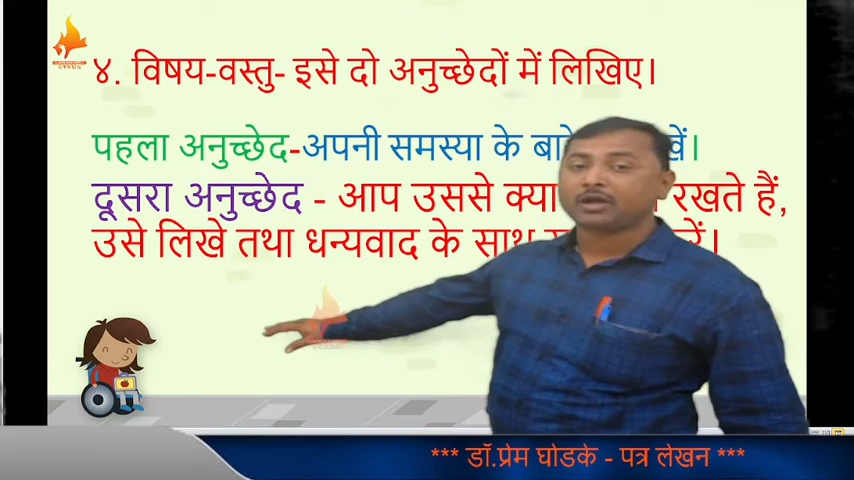 ४. विषय-वस्तु- इसे दो अनुच्छेदों में लिखिए।
पहला अनुच्छेद-अपनी समस्या के बारे
दूसरा अनुच्छेद - आप उससे क्या रखते हैं,
उसे लिखे तथा धन्यवाद के साथ
*** डॉ.प्रेम घोडके - पत्र लेखन ***